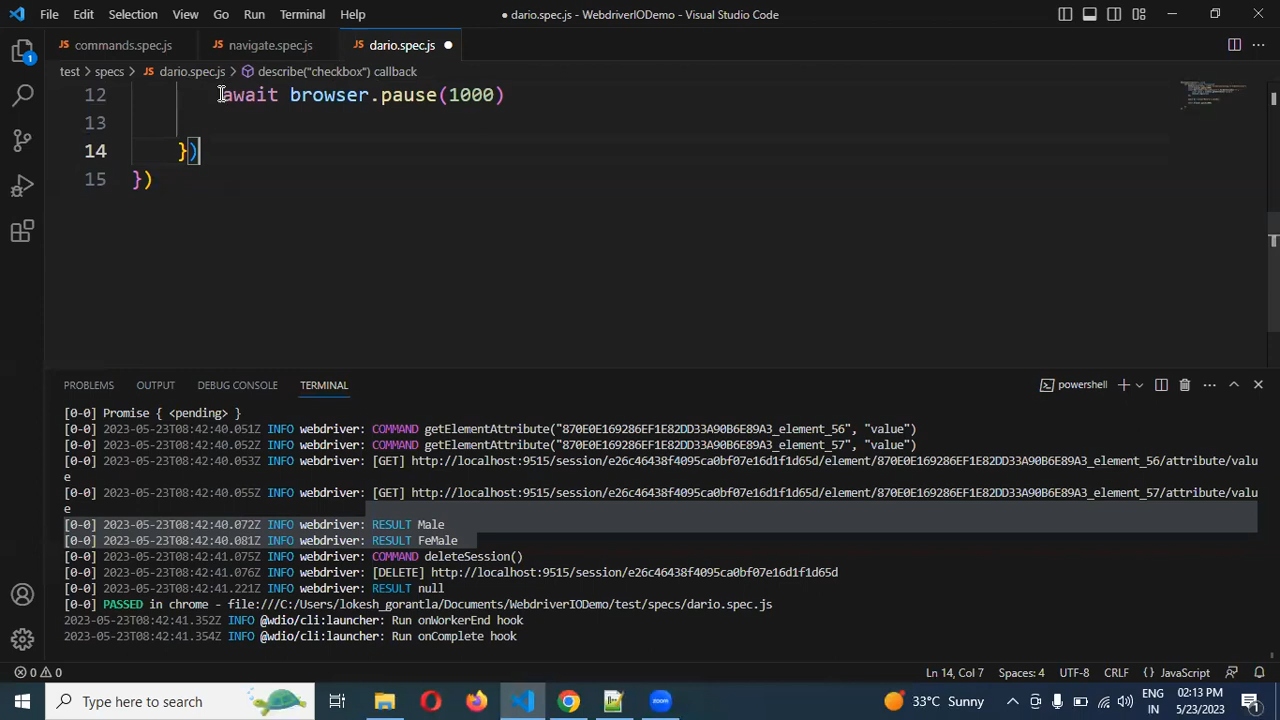 File Edit Selection View Go Run Terminal Help
● dario.spec.js - WebdriverIODemo - Visual Studio Code
JS commands.spec.js JS navigate.spec.js JS dario.spec.js ●
test > specs > JS dario.spec.js > describe("checkbox") callback
12 await browser.pause(1000)
13
14 })
15 })
PROBLEMS OUTPUT DEBUG CONSOLE TERMINAL powershell
[0-0] Promise { <pending> }
[0-0] 2023-05-23T08:42:40.051Z INFO webdriver: COMMAND getElementAttribute("870E0E169286EF1E82DD33A90B6E89A3_element_56", "value")
[0-0] 2023-05-23T08:42:40.052Z INFO webdriver: COMMAND getElementAttribute("870E0E169286EF1E82DD33A90B6E89A3_element_57", "value")
[0-0] 2023-05-23T08:42:40.053Z INFO webdriver: [GET] http://localhost:9515/session/e26c46438f4095ca0bf07e16d1f1d65d/element/870E0E169286EF1E82DD33A90B6E89A3_element_56/attribute/valu
e
[0-0] 2023-05-23T08:42:40.055Z INFO webdriver: [GET] http://localhost:9515/session/e26c46438f4095ca0bf07e16d1f1d65d/element/870E0E169286EF1E82DD33A90B6E89A3_element_57/attribute/valu
e
[0-0] 2023-05-23T08:42:40.072Z INFO webdriver: RESULT Male
[0-0] 2023-05-23T08:42:40.081Z INFO webdriver: RESULT FeMale
[0-0] 2023-05-23T08:42:41.075Z INFO webdriver: COMMAND deleteSession()
[0-0] 2023-05-23T08:42:41.076Z INFO webdriver: [DELETE] http://localhost:9515/session/e26c46438f4095ca0bf07e16d1f1d65d
[0-0] 2023-05-23T08:42:41.221Z INFO webdriver: RESULT null
[0-0] PASSED in chrome - file:///C:/Users/lokesh_gorantla/Documents/WebdriverIODemo/test/specs/dario.spec.js
2023-05-23T08:42:41.352Z INFO @wdio/cli:launcher: Run onWorkerEnd hook
2023-05-23T08:42:41.354Z INFO @wdio/cli:launcher: Run onComplete hook
0 0 Ln 14, Col 7 Spaces: 4 UTF-8 CRLF {} JavaScript
Type here to search 33°C Sunny ENG IN 02:13 PM 5/23/2023